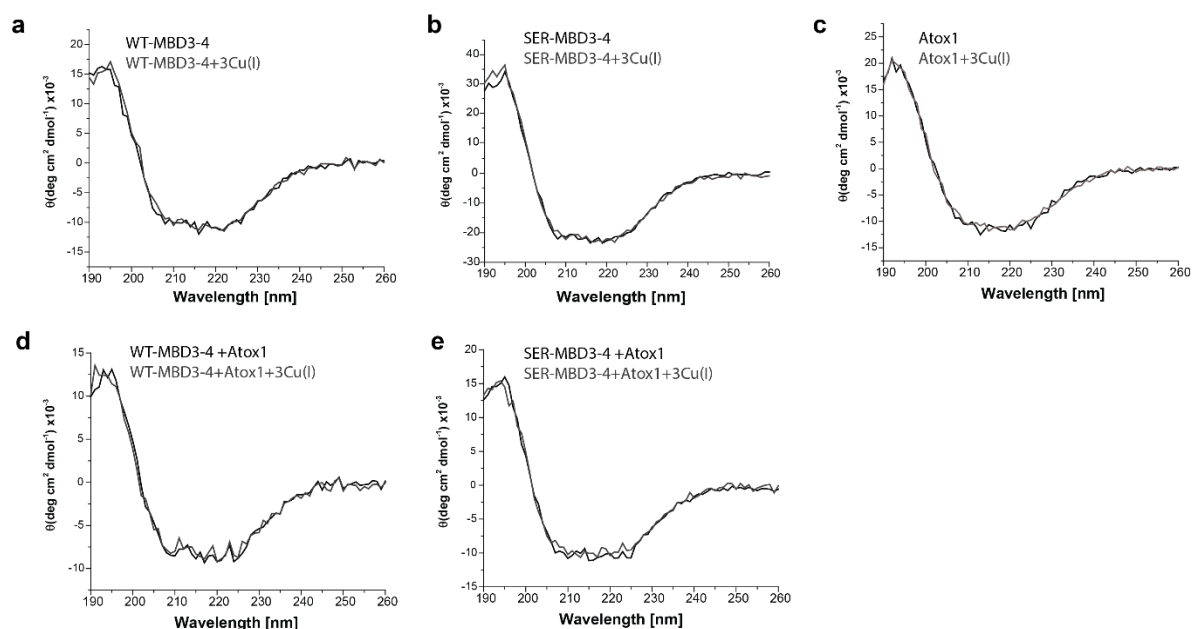 a
WT-MBD3-4
WT-MBD3-4+3Cu(I)
θ(deg cm² dmol⁻¹) x10⁻³
20
15
10
5
0
-5
-10
-15
190 200 210 220 230 240 250 260
Wavelength [nm]
b
SER-MBD3-4
SER-MBD3-4+3Cu(I)
θ(deg cm² dmol⁻¹) x10⁻³
40
30
20
10
0
-10
-20
-30
190 200 210 220 230 240 250 260
Wavelength [nm]
c
Atox1
Atox1+3Cu(I)
θ(deg cm² dmol⁻¹) x10⁻³
25
20
15
10
5
0
-5
-10
-15
190 200 210 220 230 240 250 260
Wavelength [nm]
d
WT-MBD3-4 +Atox1
WT-MBD3-4+Atox1+3Cu(I)
θ(deg cm² dmol⁻¹) x10⁻³
15
10
5
0
-5
-10
190 200 210 220 230 240 250 260
Wavelength [nm]
e
SER-MBD3-4 +Atox1
SER-MBD3-4+Atox1+3Cu(I)
θ(deg cm² dmol⁻¹) x10⁻³
20
15
10
5
0
-5
-10
-15
190 200 210 220 230 240 250 260
Wavelength [nm]